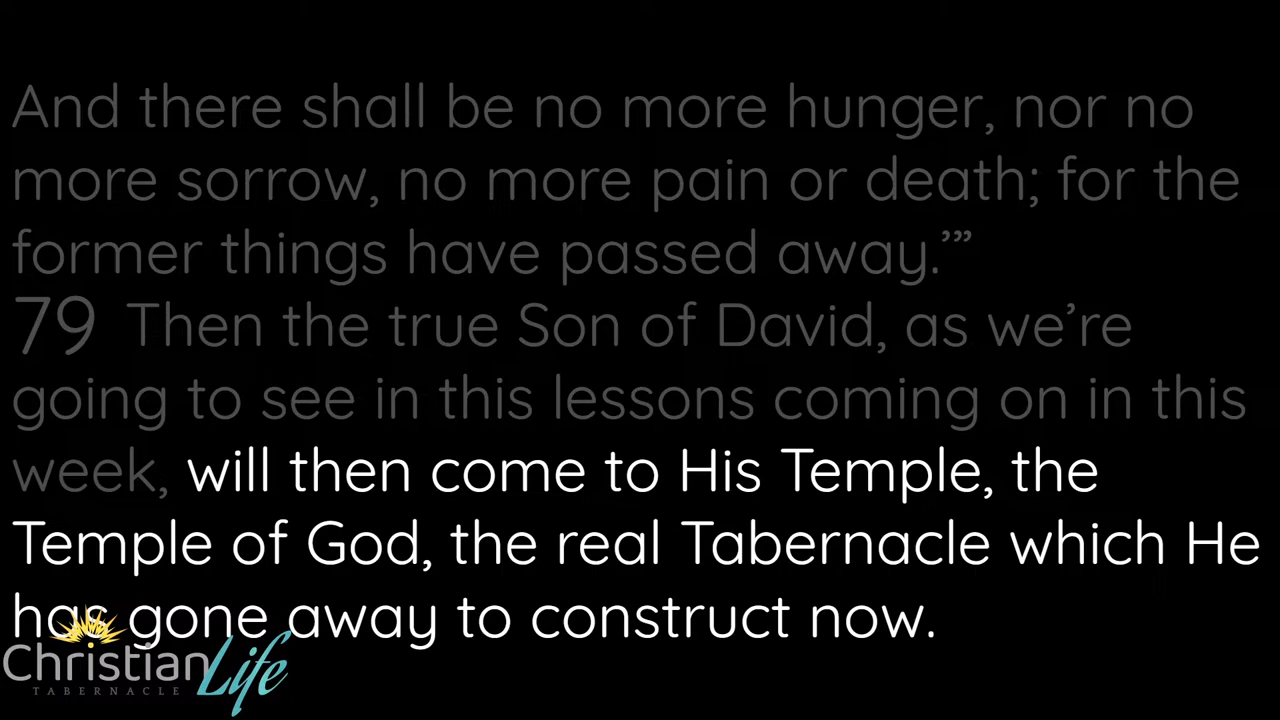 And there shall be no more hunger, nor no
more sorrow, no more pain or death; for the
former things have passed away.’”
79 Then the true Son of David, as we’re
going to see in this lessons coming on in this
week, will then come to His Temple, the
Temple of God, the real Tabernacle which He
has gone away to construct now.
Christian Life
TABERNACLE